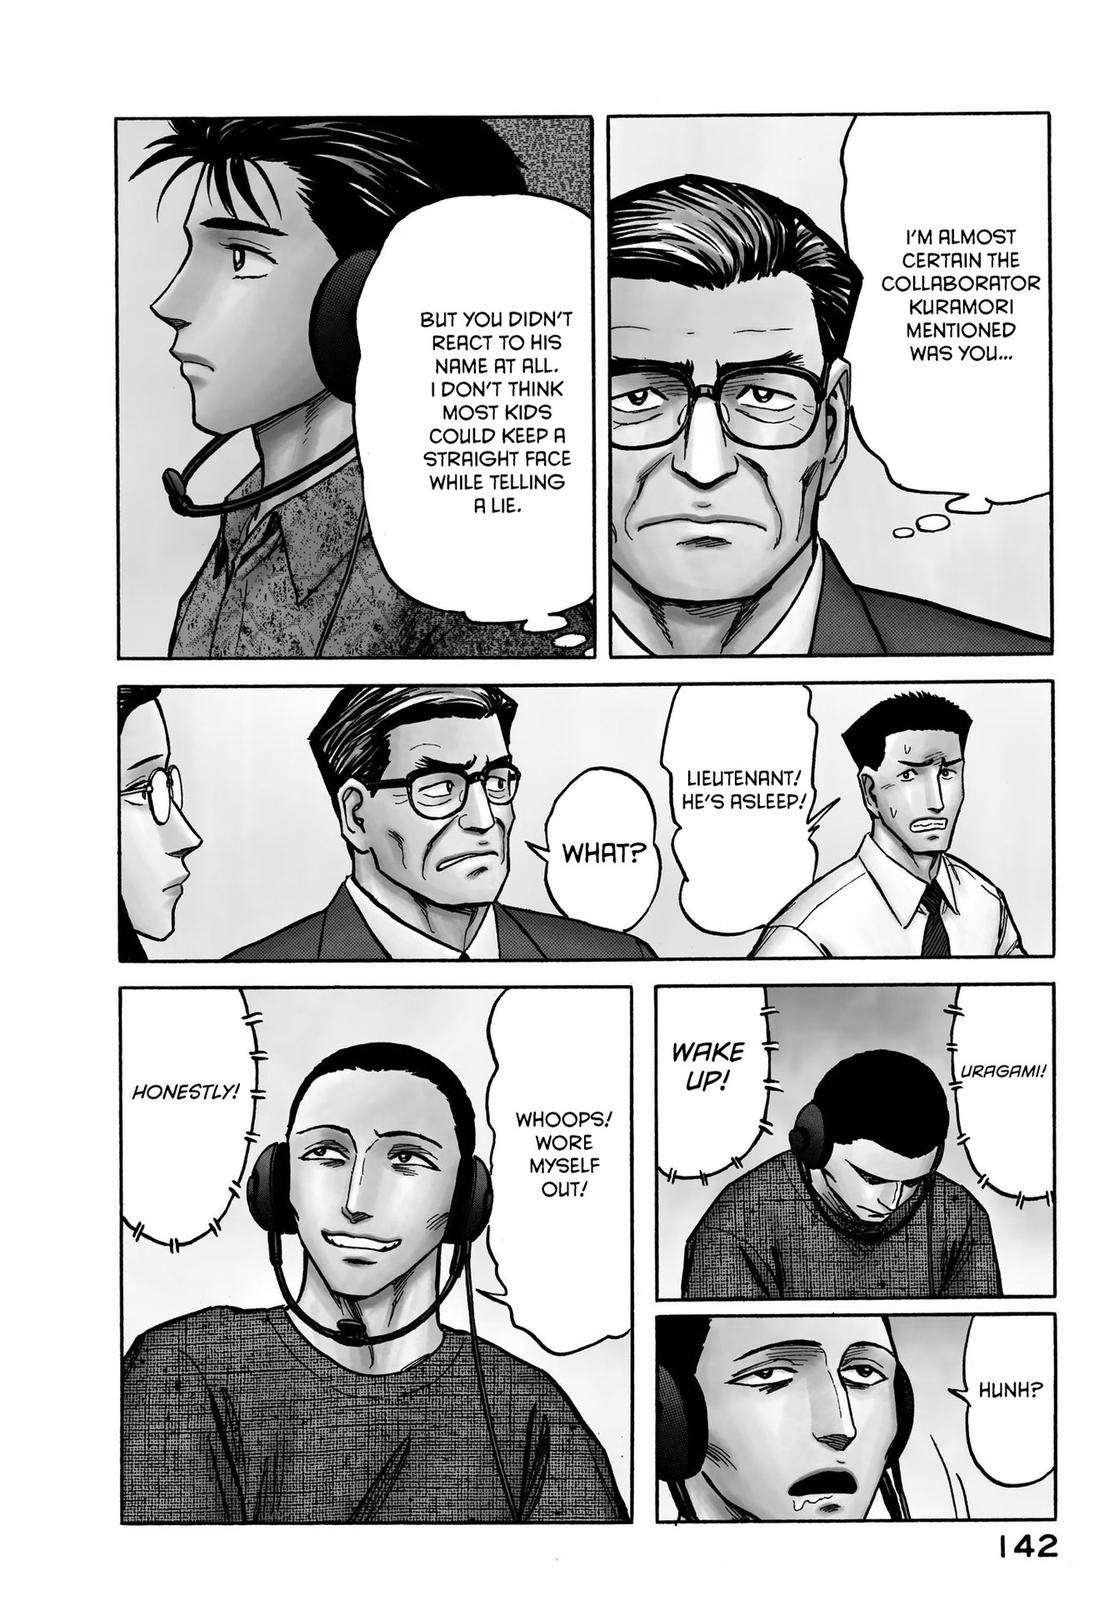 I'M ALMOST
CERTAIN THE
COLLABORATOR
KURAMORI
MENTIONED
WAS YOU...
BUT YOU DIDN'T
REACT TO HIS
NAME AT ALL.
I DON'T THINK
MOST KIDS
COULD KEEP A
STRAIGHT FACE
WHILE TELLING
A LIE.
LIEUTENANT!
HE'S ASLEEP!
WHAT?
URAGAMI!
WAKE
UP!
HUNH?
WHOOPS!
WORE
MYSELF
OUT!
HONESTLY!
142